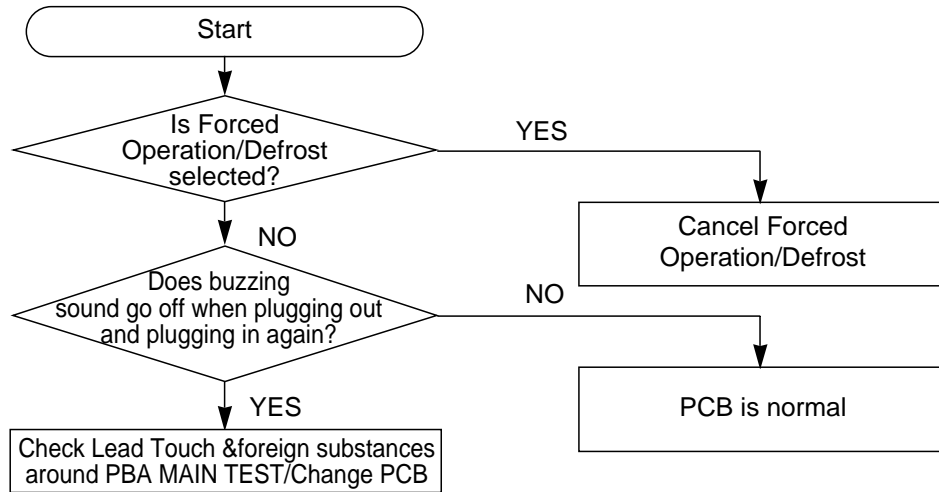 Start
Is Forced
Operation/Defrost
selected?
YES
Cancel Forced
Operation/Defrost
NO
Does buzzing
sound go off when plugging out
and plugging in again?
NO
PCB is normal
YES
Check Lead Touch &foreign substances
around PBA MAIN TEST/Change PCB